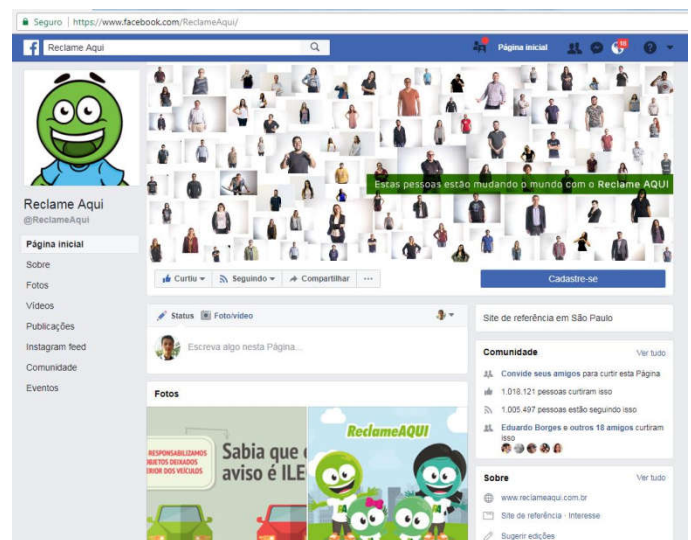 Seguro | https://www.facebook.com/ReclameAqui/
Reclame Aqui
Página inicial
Estas pessoas estão mudando o mundo com o Reclame AQUI
Reclame Aqui
@ReclameAqui
Página inicial
Sobre
Fotos
Vídeos
Publicações
Instagram feed
Comunidade
Eventos
Curtiu Seguindo Compartilhar ...
Cadastre-se
Status Foto/vídeo
Escreva algo nesta Página...
Fotos
RESPONSABILIZAMOS
OBJETOS DEIXADOS
RIOR DOS VEÍCULOS
Sabia que
aviso é ILE
ReclameAQUI
Site de referência em São Paulo
Comunidade Ver tudo
Convide seus amigos para curtir esta Página
1.018.121 pessoas curtiram isso
1.005.497 pessoas estão seguindo isso
Eduardo Borges e outros 18 amigos curtiram
isso
Sobre Ver tudo
www.reclameaqui.com.br
Site de referência · Interesse
Sugerir edições